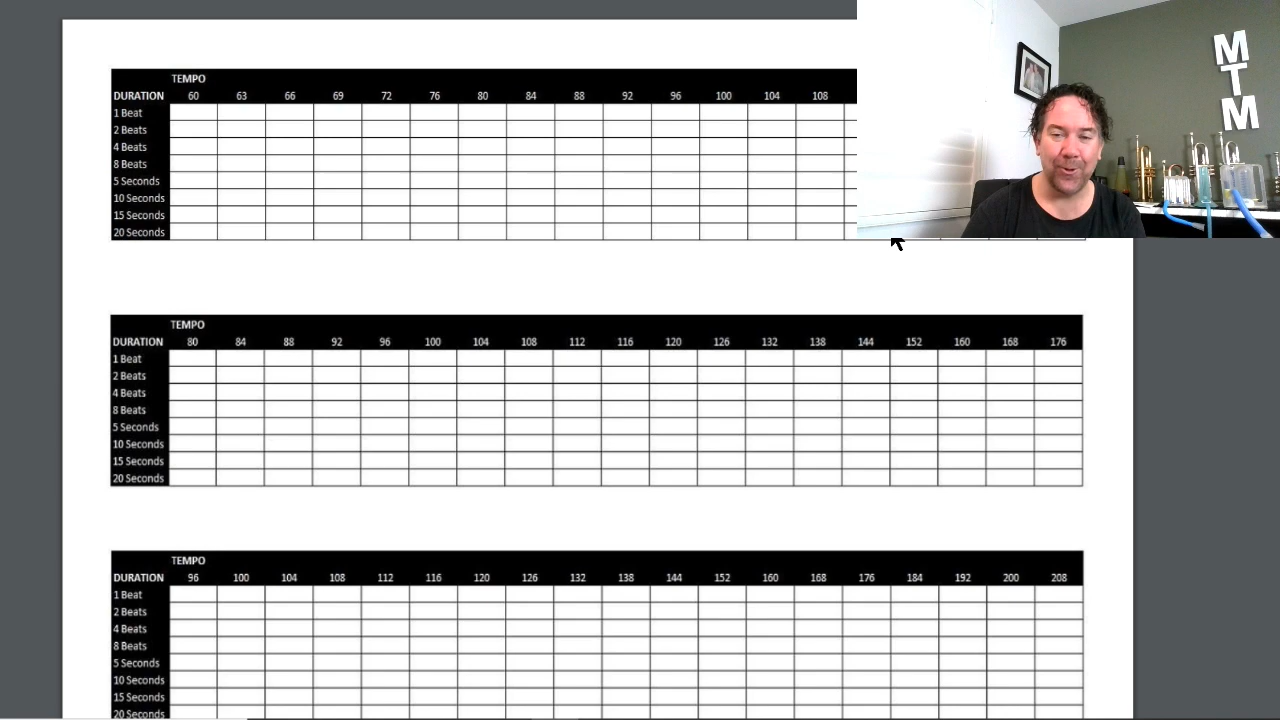 TEMPO
DURATION 60 63 66 69 72 76 80 84 88 92 96 100 104 108
1 Beat
2 Beats
4 Beats
8 Beats
5 Seconds
10 Seconds
15 Seconds
20 Seconds
MTM
TEMPO
DURATION 80 84 88 92 96 100 104 108 112 116 120 126 132 138 144 152 160 168 176
1 Beat
2 Beats
4 Beats
8 Beats
5 Seconds
10 Seconds
15 Seconds
20 Seconds
TEMPO
DURATION 96 100 104 108 112 116 120 126 132 138 144 152 160 168 176 184 192 200 208
1 Beat
2 Beats
4 Beats
8 Beats
5 Seconds
10 Seconds
15 Seconds
20 Seconds